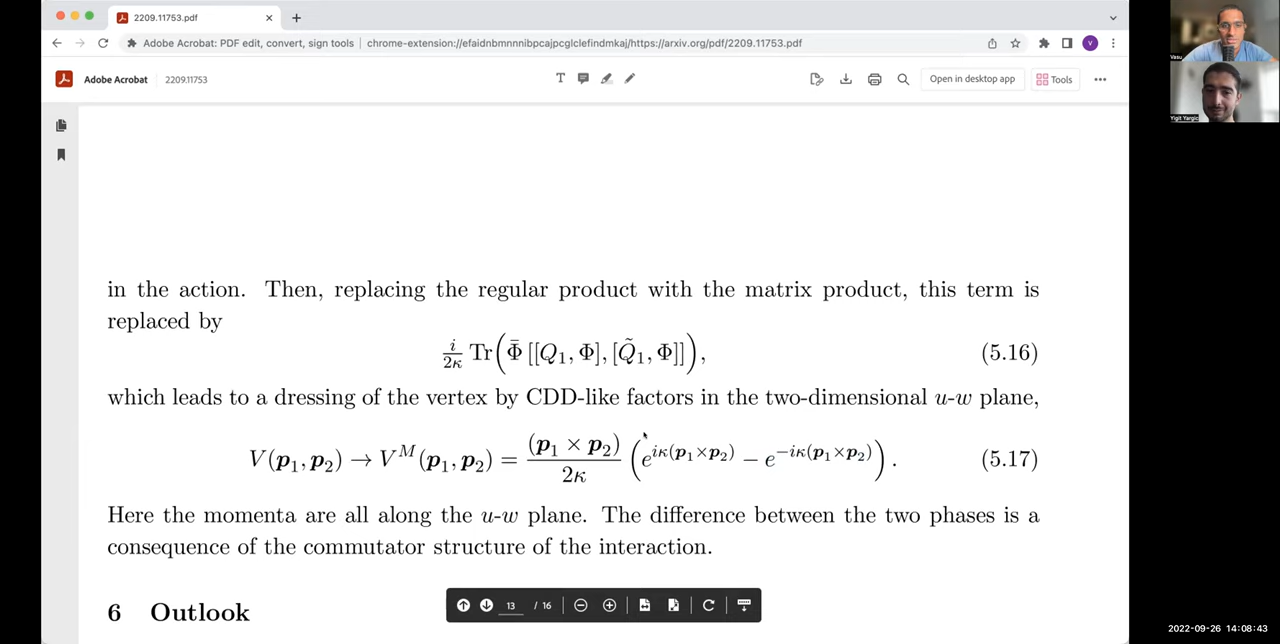 2209.11753.pdf
Adobe Acrobat: PDF edit, convert, sign tools | chrome-extension://efaidnbmnnnibpcajpcglclefindmkaj/https://arxiv.org/pdf/2209.11753.pdf
V
Adobe Acrobat 2209.11753 T Open in desktop app Tools
Vasu
Yigit Yargic
in the action. Then, replacing the regular product with the matrix product, this term is
replaced by
i/2κ Tr(Φ̄ [[Q₁, Φ], [Q̃₁, Φ]]), (5.16)
which leads to a dressing of the vertex by CDD-like factors in the two-dimensional u-w plane,
V(p₁, p₂) → V^M(p₁, p₂) = (p₁ × p₂)/2κ (e^{iκ(p₁×p₂)} − e^{−iκ(p₁×p₂)}). (5.17)
Here the momenta are all along the u-w plane. The difference between the two phases is a
consequence of the commutator structure of the interaction.
6 Outlook
13 / 16
2022-09-26 14:08:43